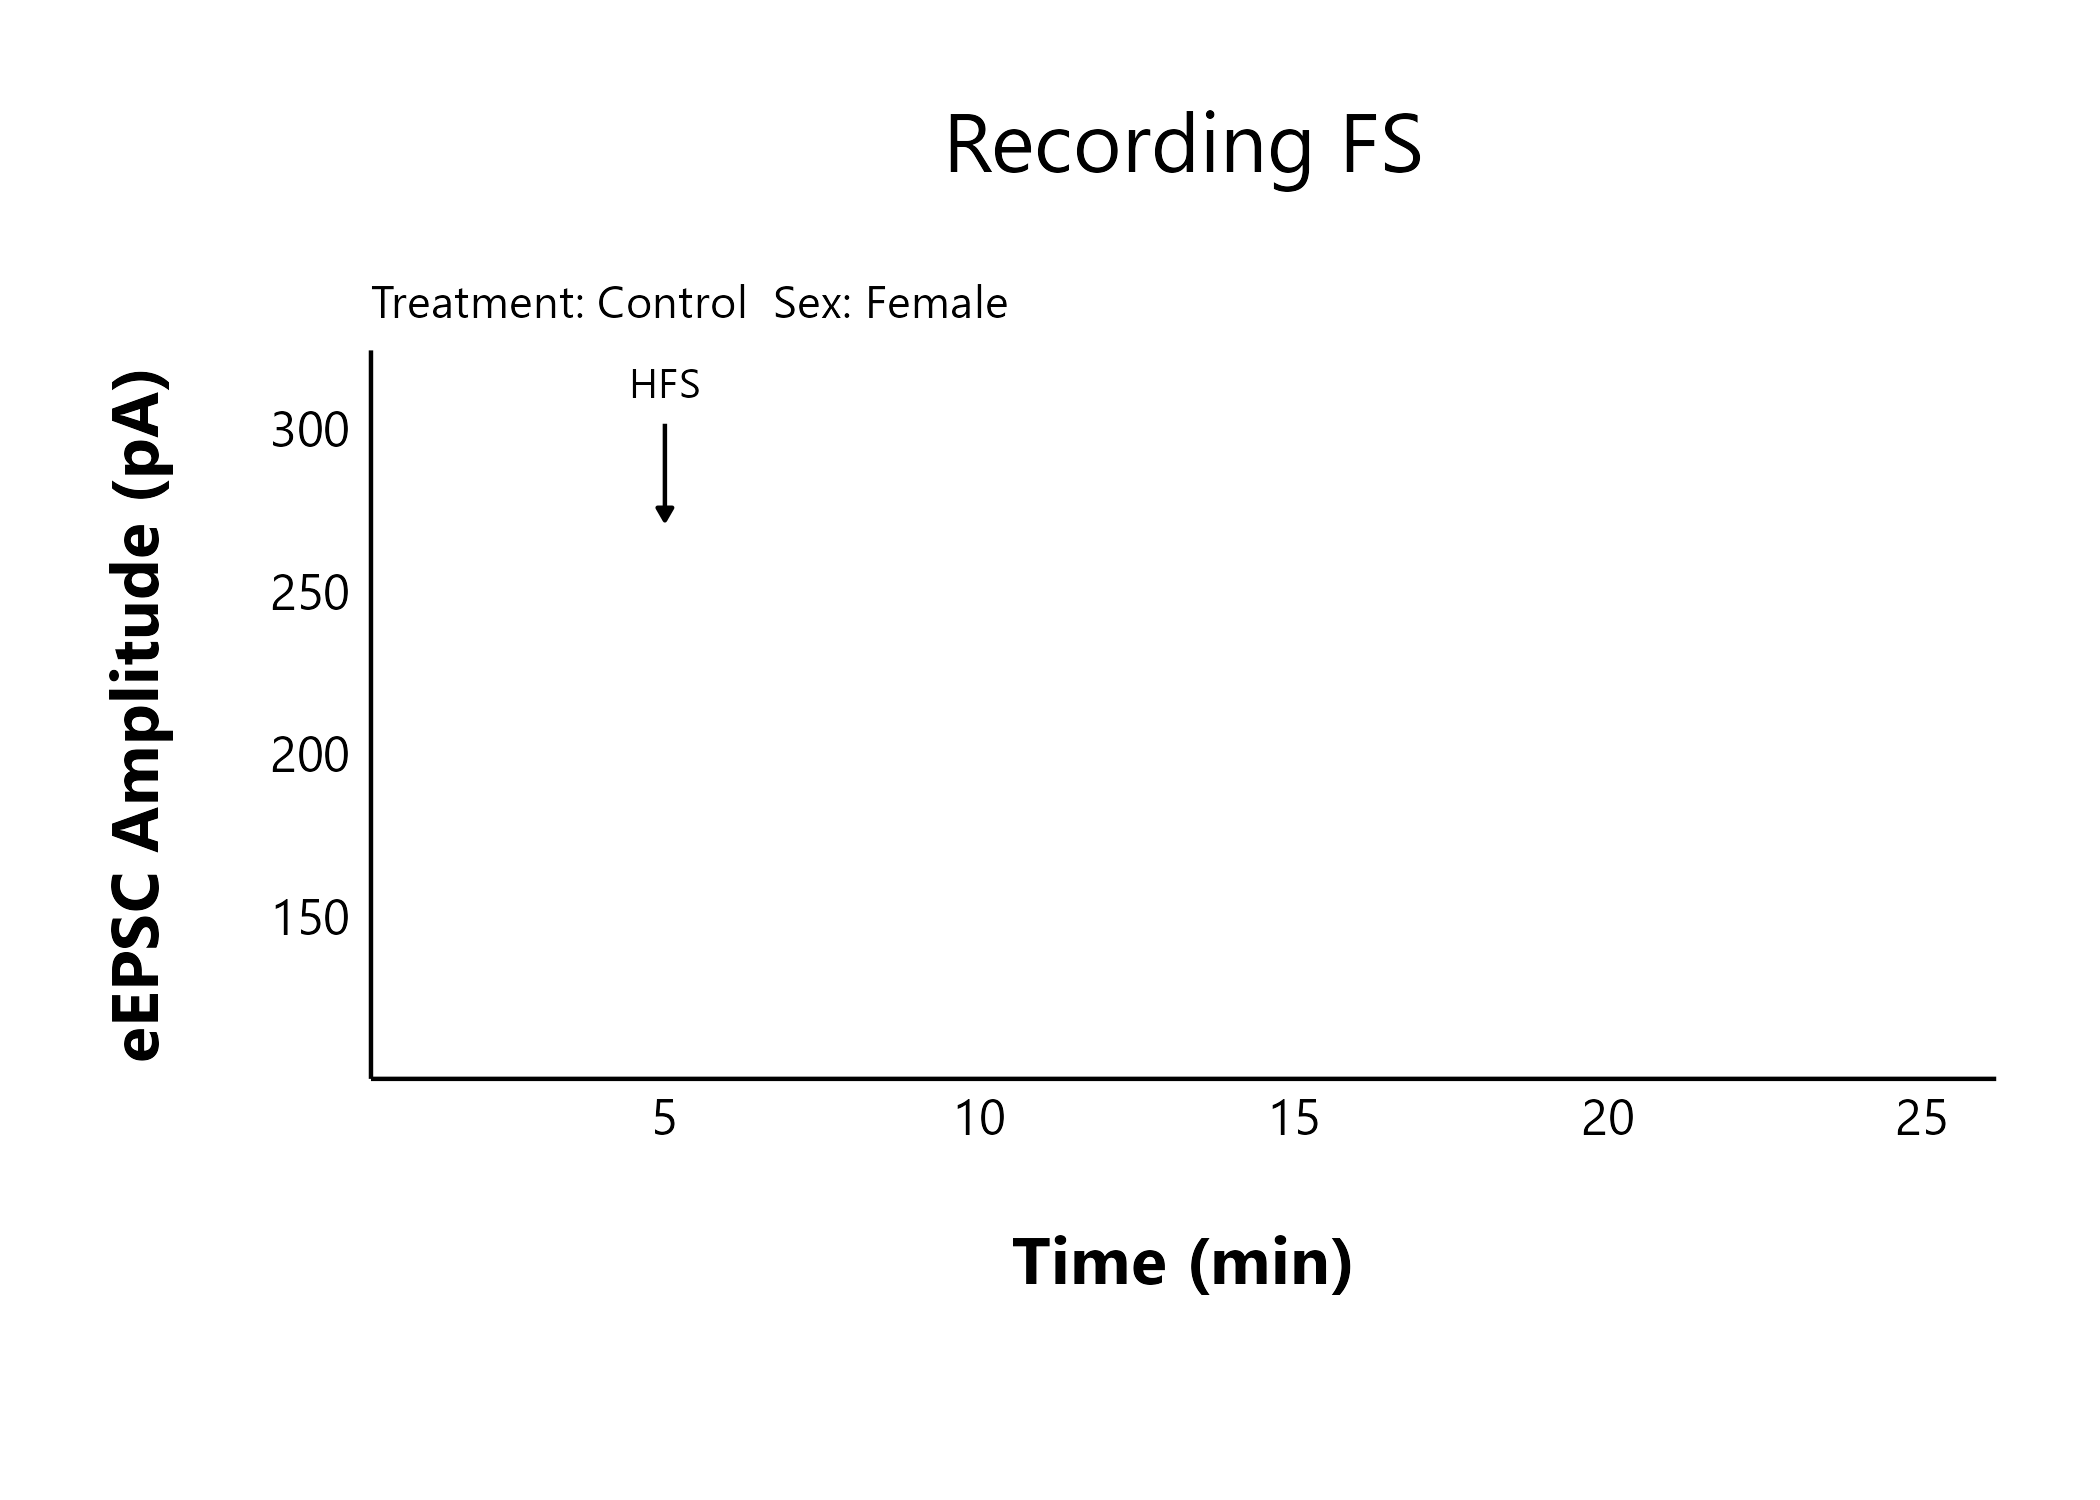 Recording FS
Treatment: Control  Sex: Female
HFS
eEPSC Amplitude (pA)
300
250
200
150
5 10 15 20 25
Time (min)